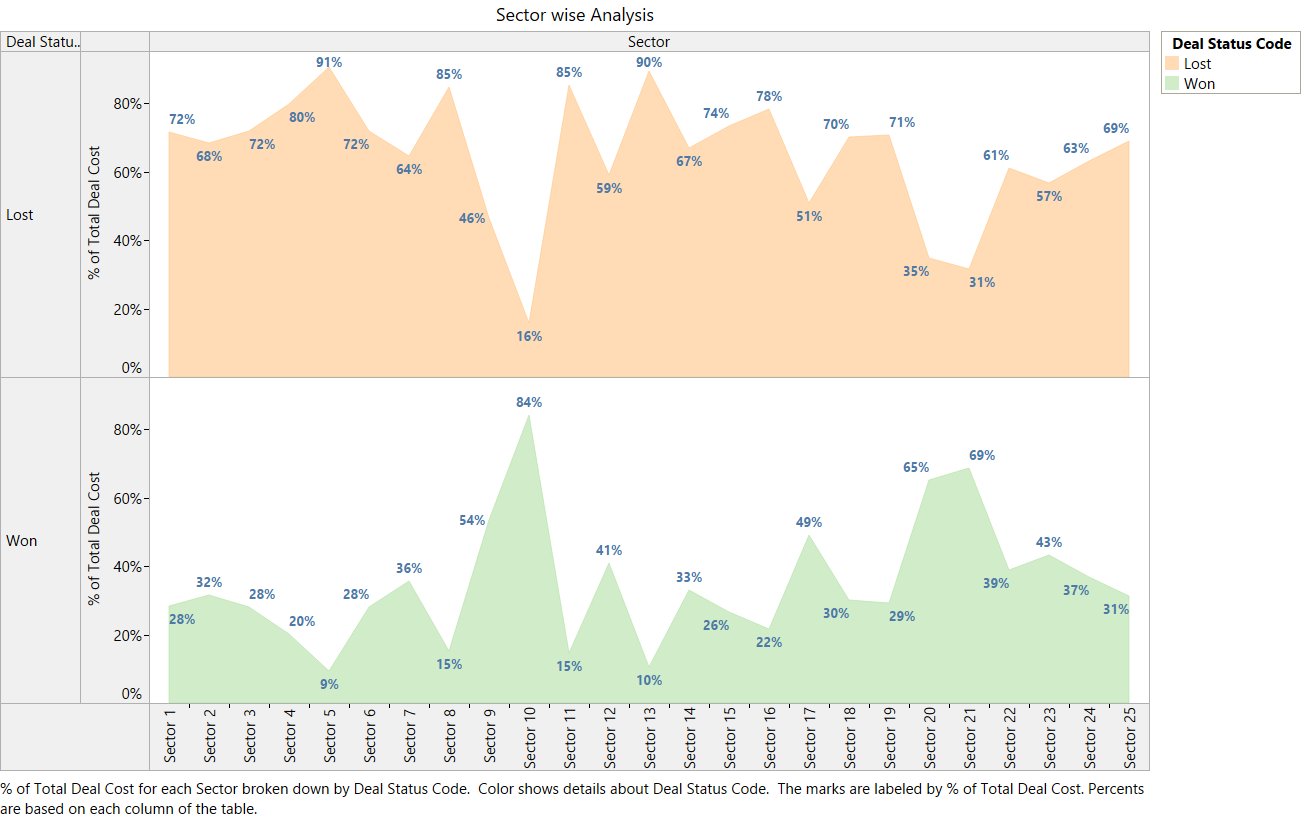 Sector wise Analysis
Deal Statu..
Sector
Deal Status Code
Lost
Won
Lost
% of Total Deal Cost
80%
60%
40%
20%
0%
72%
68%
72%
80%
91%
72%
64%
85%
46%
16%
85%
59%
90%
67%
74%
78%
51%
70%
71%
35%
31%
61%
57%
63%
69%
Won
% of Total Deal Cost
80%
60%
40%
20%
0%
28%
32%
28%
20%
9%
28%
36%
15%
54%
84%
15%
41%
10%
33%
26%
22%
49%
30%
29%
65%
69%
39%
43%
37%
31%
Sector 1
Sector 2
Sector 3
Sector 4
Sector 5
Sector 6
Sector 7
Sector 8
Sector 9
Sector 10
Sector 11
Sector 12
Sector 13
Sector 14
Sector 15
Sector 16
Sector 17
Sector 18
Sector 19
Sector 20
Sector 21
Sector 22
Sector 23
Sector 24
Sector 25
% of Total Deal Cost for each Sector broken down by Deal Status Code.  Color shows details about Deal Status Code.  The marks are labeled by % of Total Deal Cost. Percents
are based on each column of the table.